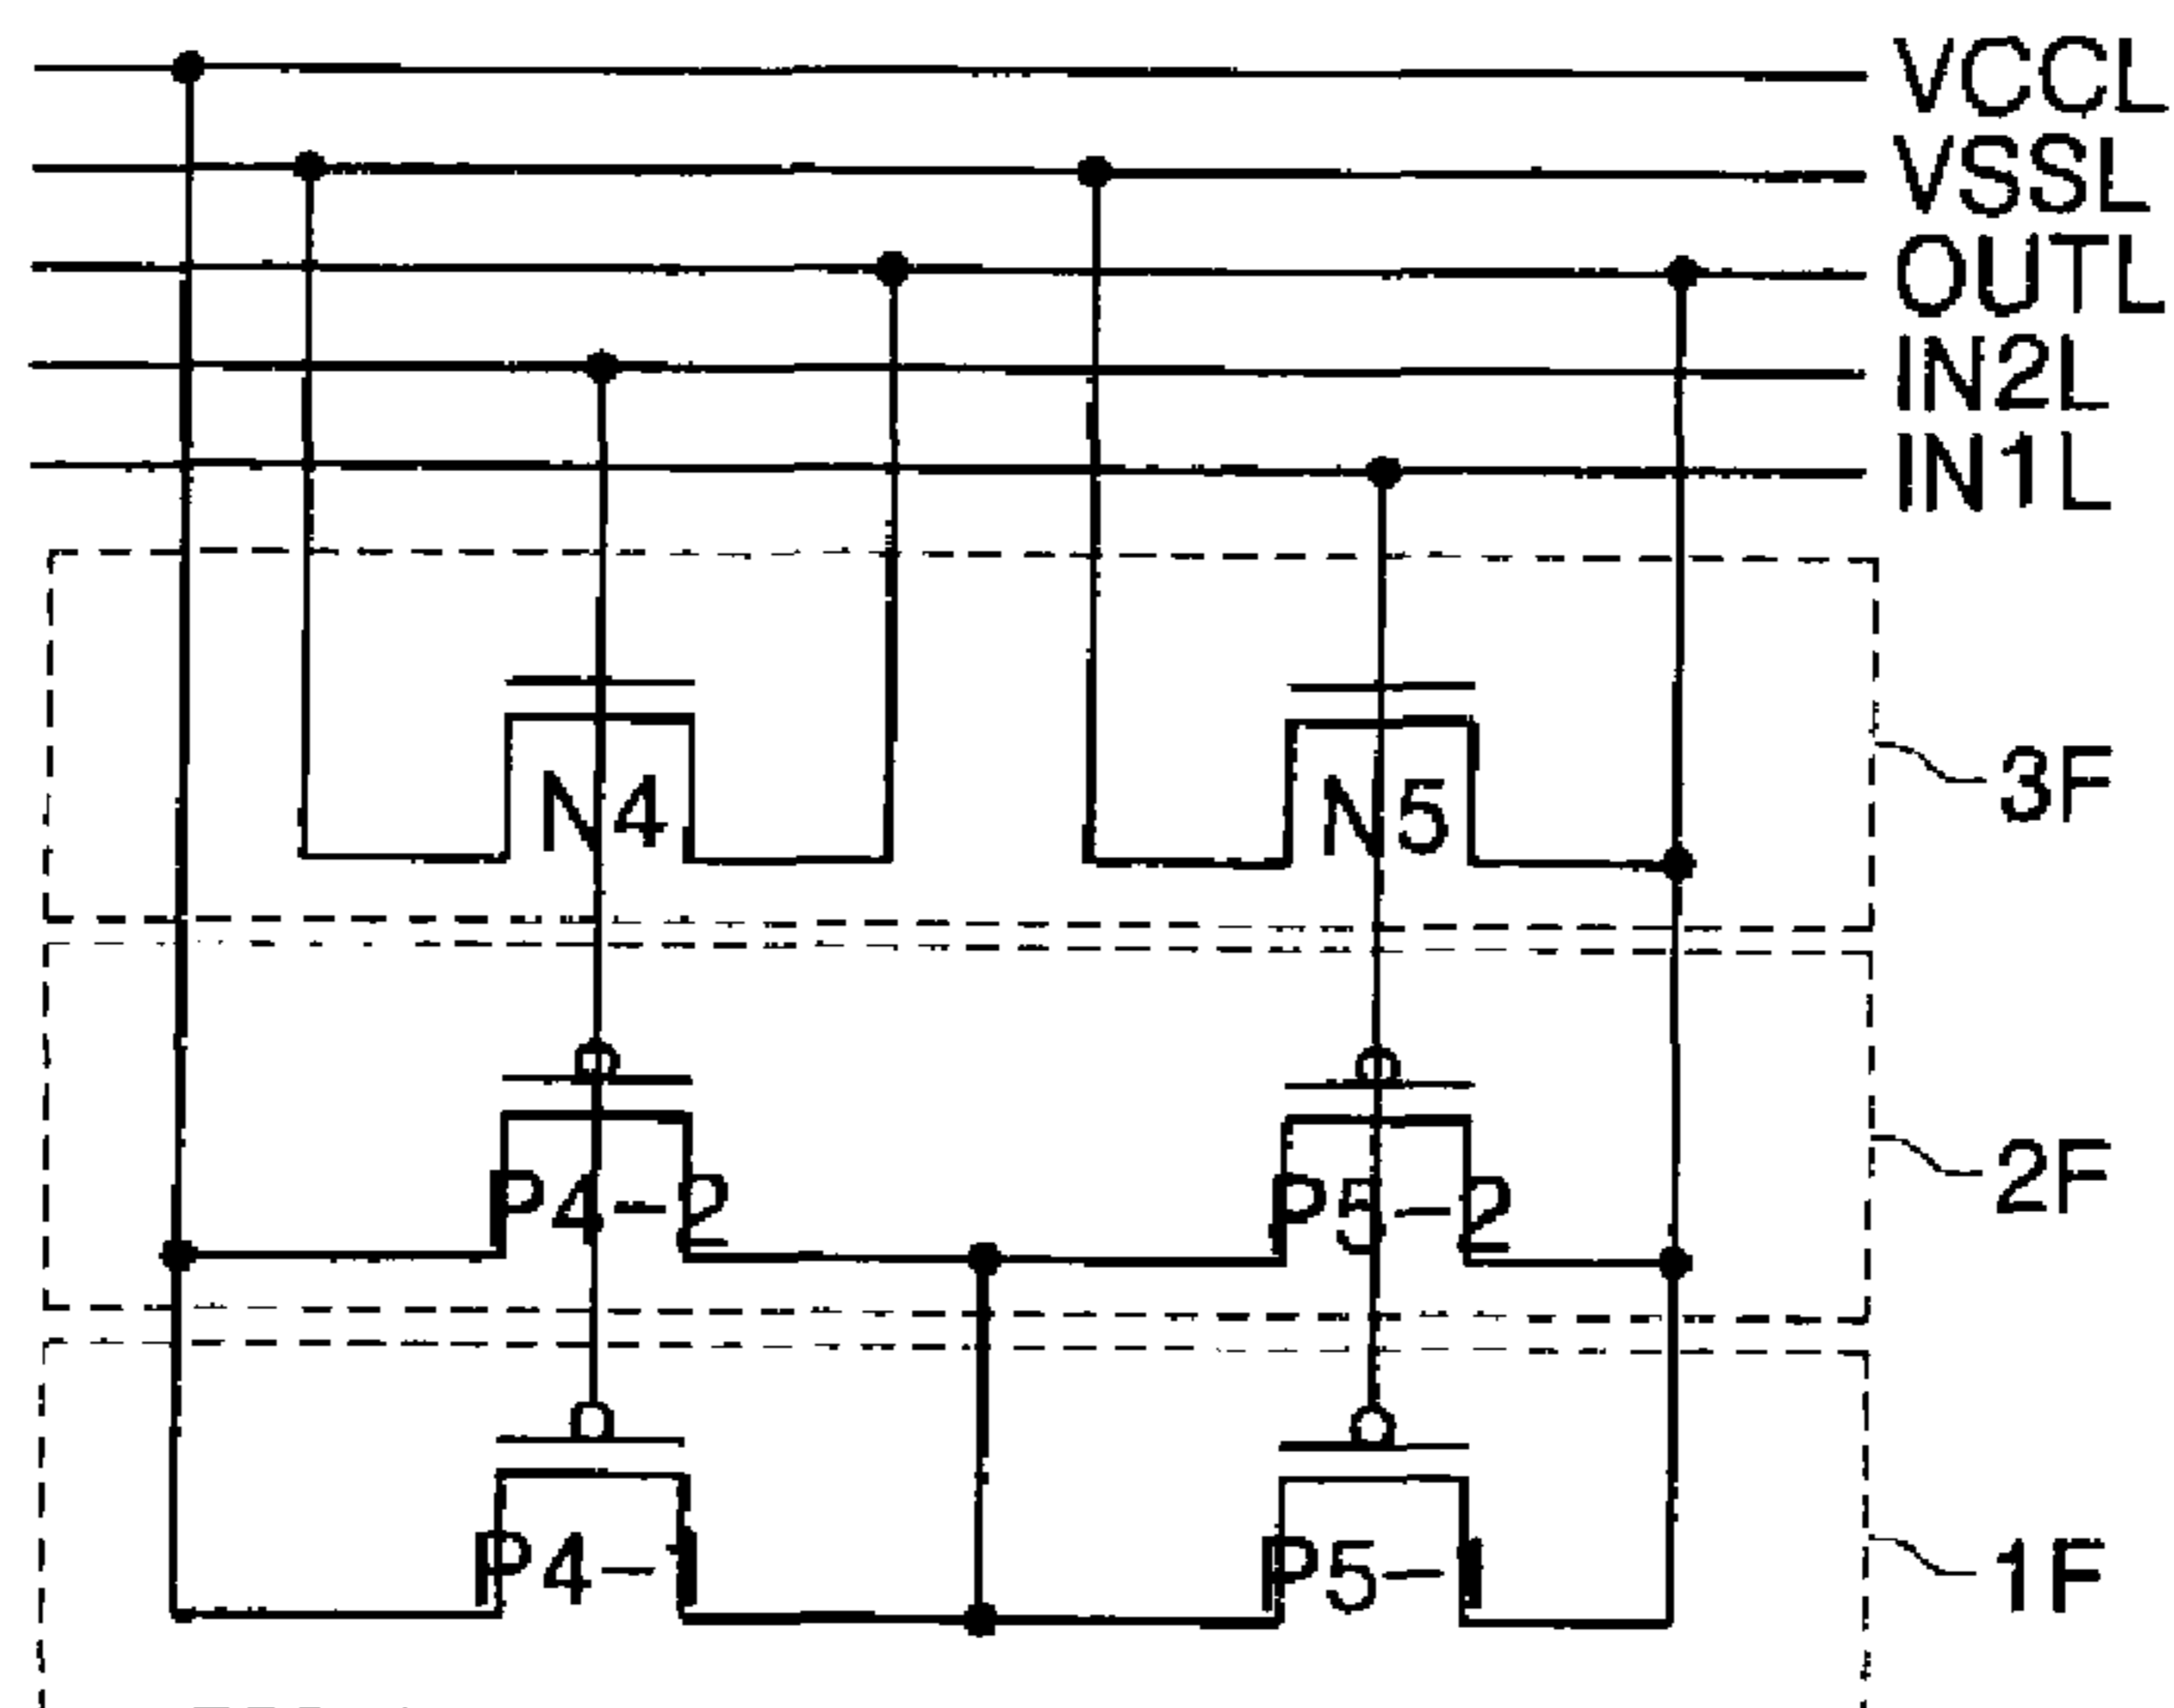 VCCL
VSSL
OUTL
IN2L
IN1L
N4 N5
3F
P4-2 P5-2
2F
P4-1 P5-1
1F